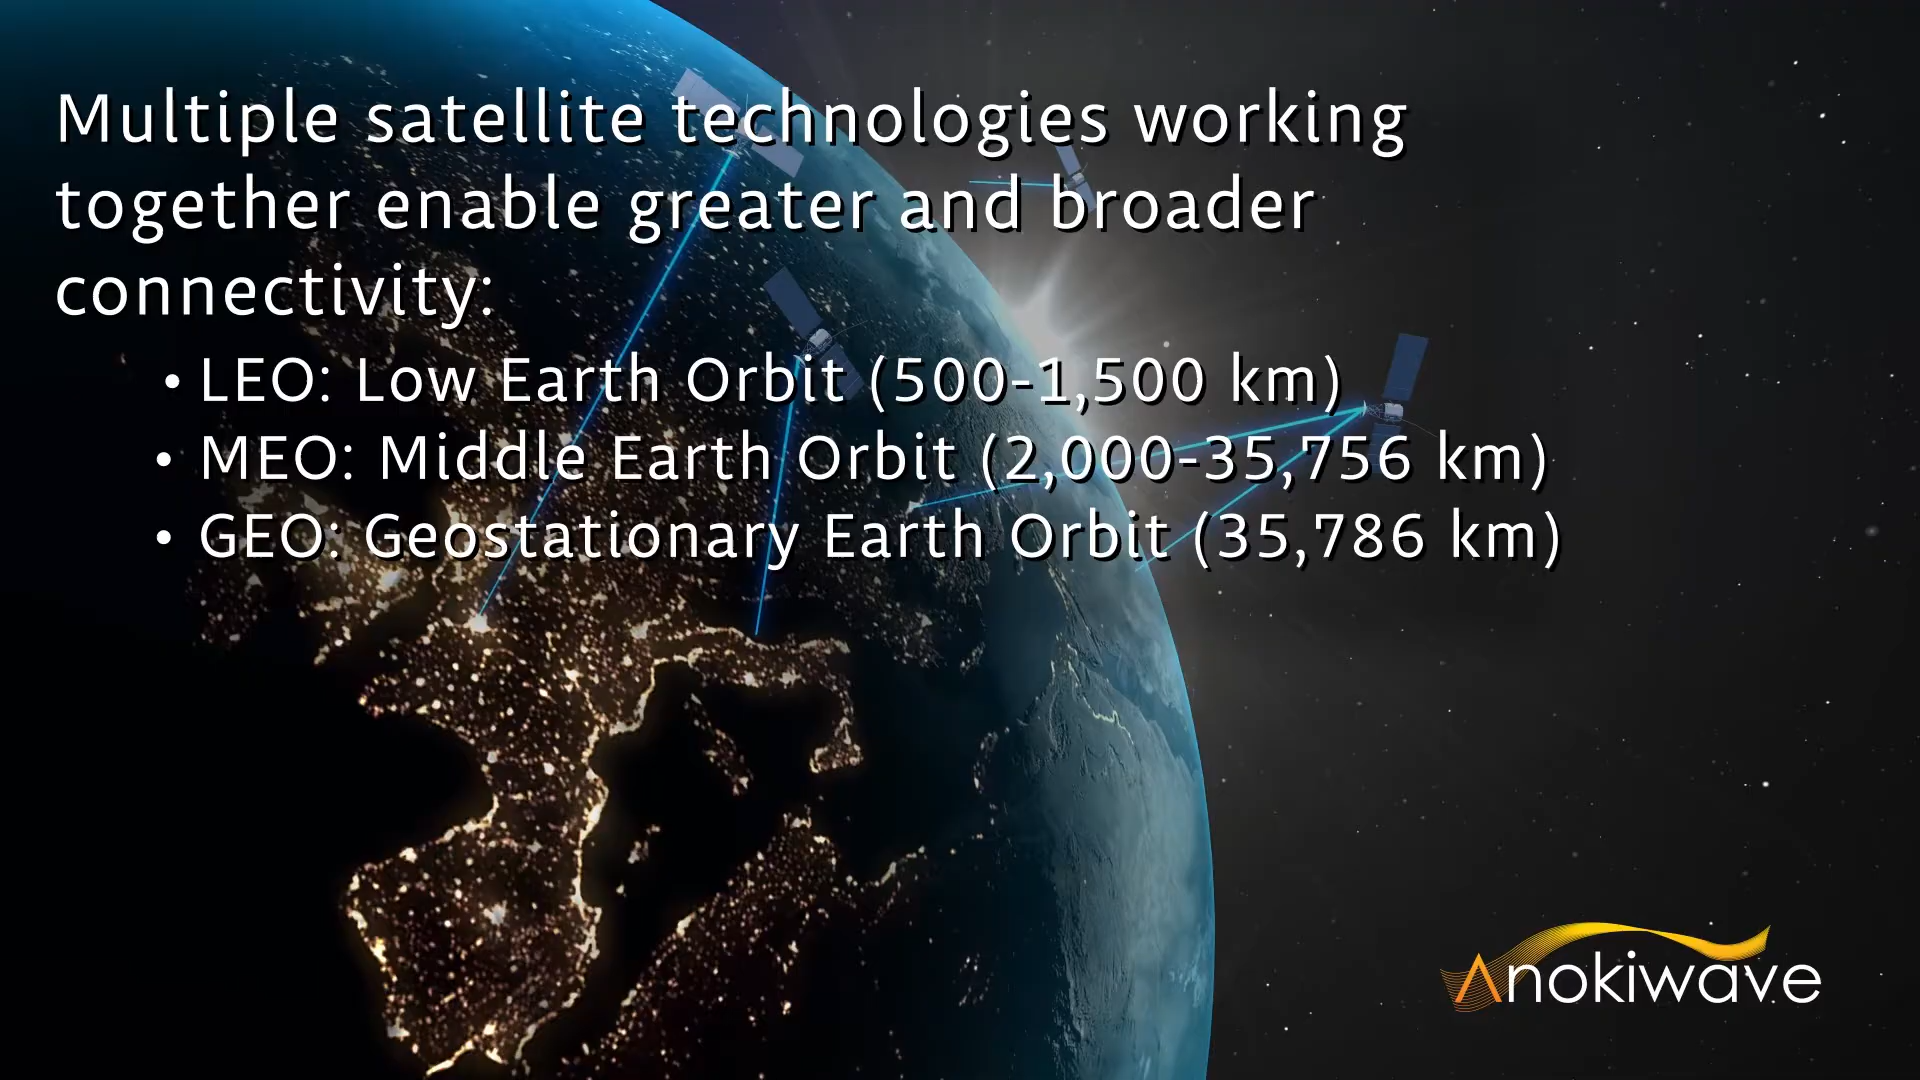 Multiple satellite technologies working
together enable greater and broader
connectivity:
• LEO: Low Earth Orbit (500-1,500 km)
• MEO: Middle Earth Orbit (2,000-35,756 km)
• GEO: Geostationary Earth Orbit (35,786 km)
Anokiwave